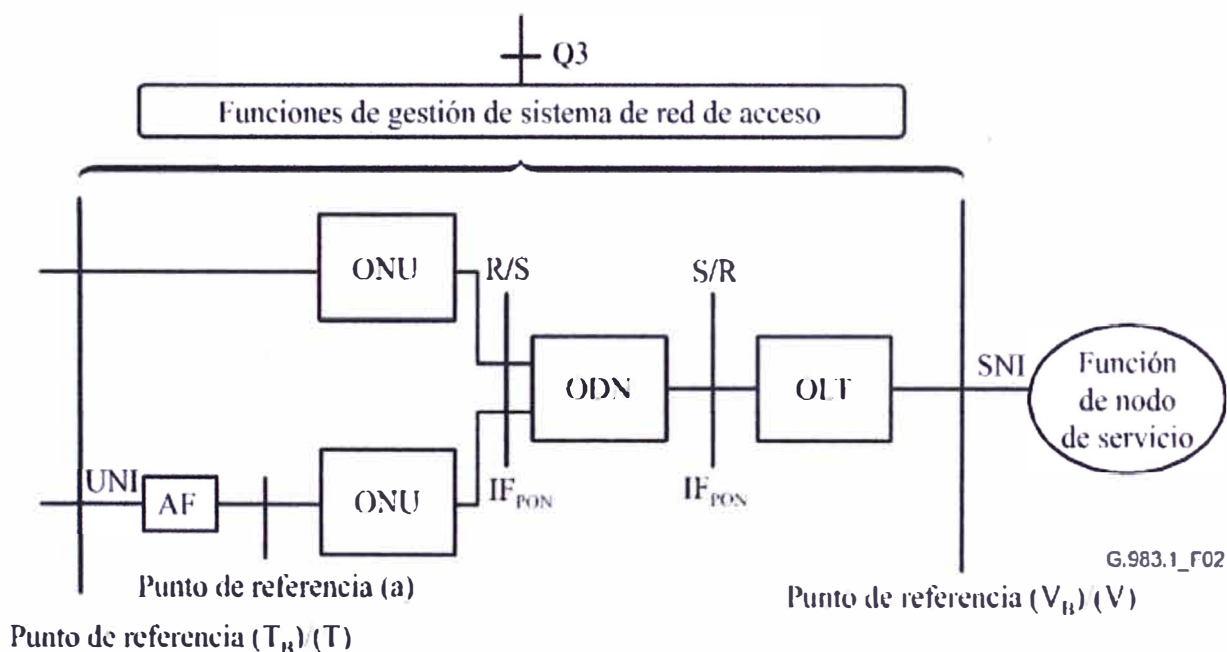 Q3
Funciones de gestión de sistema de red de acceso
ONU
R/S
S/R
ODN
OLT
SNI
Función
de nodo
de servicio
UNI
AF
ONU
IF_PON
IF_PON
G.983.1_F02
Punto de referencia (a)
Punto de referencia (V_B)/(V)
Punto de referencia (T_B)/(T)